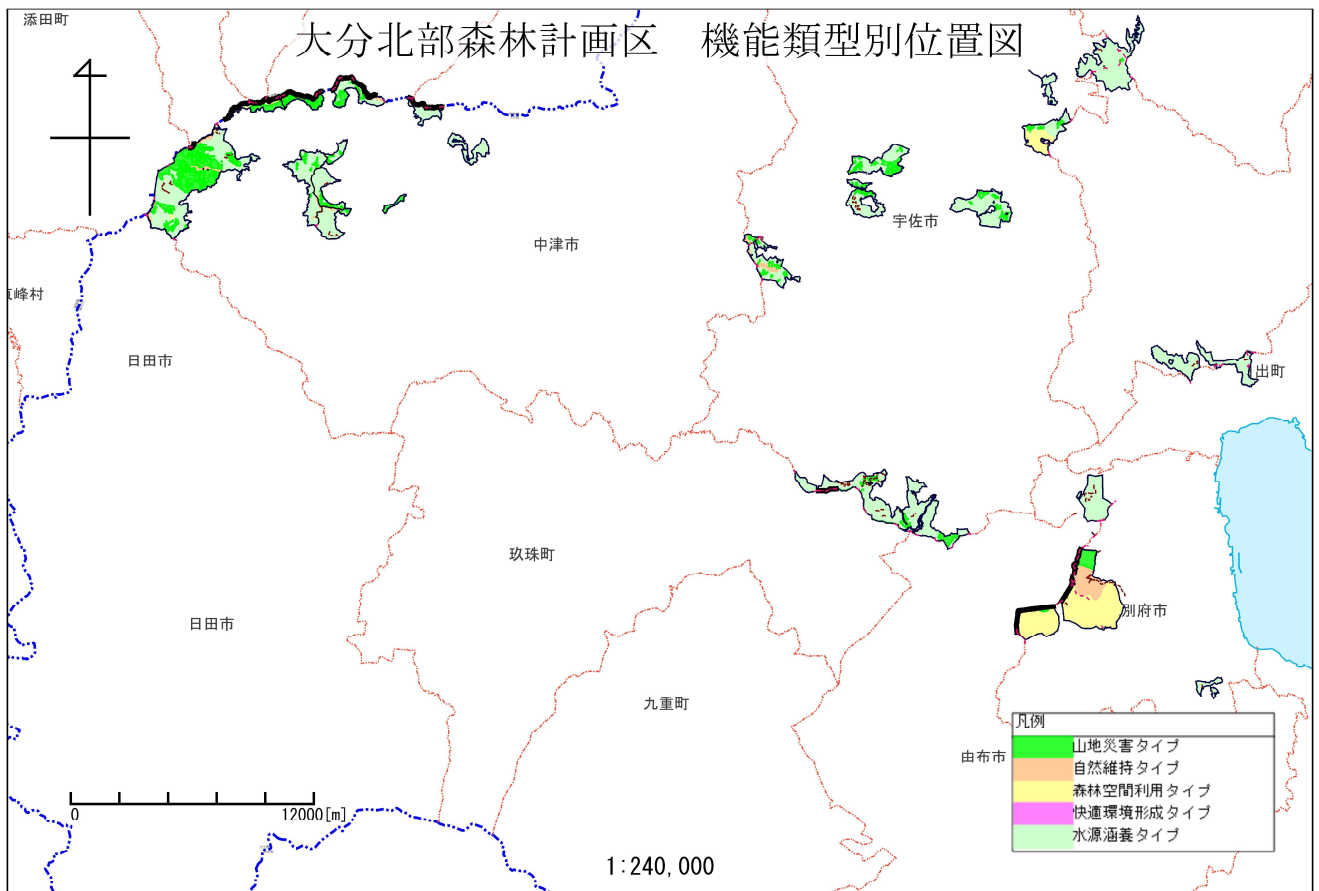 添田町
大分北部森林計画区　機能類型別位置図
中津市
宇佐市
峰村
日田市
出町
玖珠町
別府市
日田市
九重町
由布市
凡例
山地災害タイプ
自然維持タイプ
森林空間利用タイプ
快適環境形成タイプ
水源涵養タイプ
0 12000[m]
1:240,000